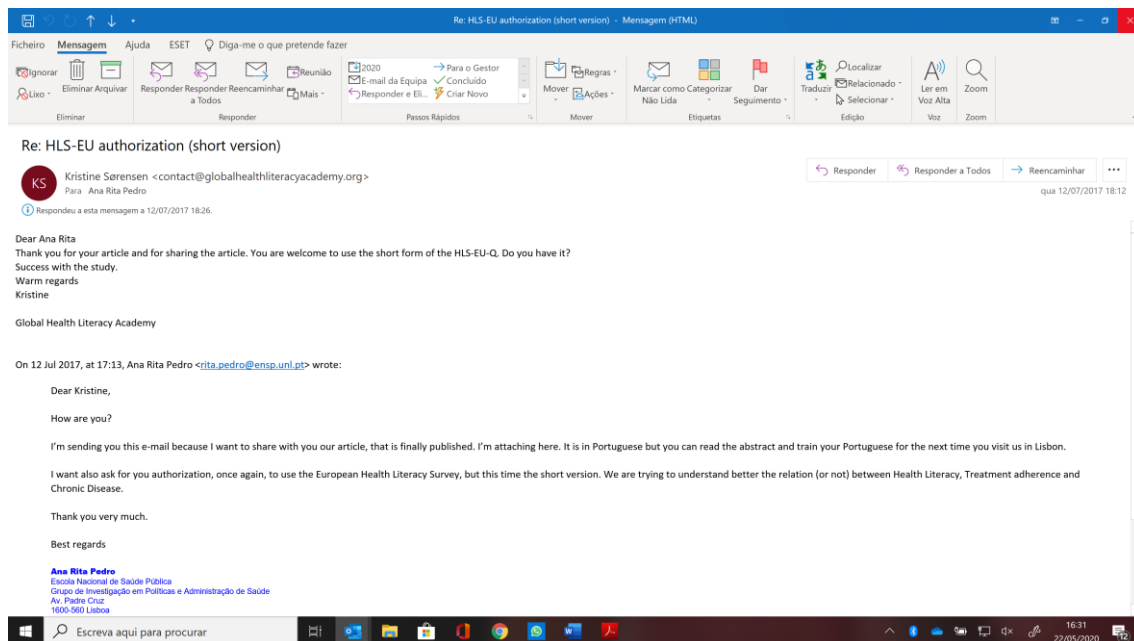 Re: HLS-EU authorization (short version) - Mensagem (HTML)
Ficheiro Mensagem Ajuda ESET Diga-me o que pretende fazer
Ignorar
Lixo
Eliminar Arquivar
Responder Responder a Todos Reencaminhar
Reunião
Mais
2020
E-mail da Equipa
Responder e Eli...
Para o Gestor
Concluído
Criar Novo
Mover
Regras
Ações
Marcar como Não Lida
Categorizar
Dar Seguimento
Traduzir
Localizar
Relacionado
Selecionar
Ler em Voz Alta
Zoom
Eliminar Responder Passos Rápidos Mover Etiquetas Edição Voz Zoom
Re: HLS-EU authorization (short version)
KS
Kristine Sørensen <contact@globalhealthliteracyacademy.org>
Para Ana Rita Pedro
Responder Responder a Todos Reencaminhar
qua 12/07/2017 18:12
Respondeu a esta mensagem a 12/07/2017 18:26.
Dear Ana Rita
Thank you for your article and for sharing the article. You are welcome to use the short form of the HLS-EU-Q. Do you have it?
Success with the study.
Warm regards
Kristine
Global Health Literacy Academy
On 12 Jul 2017, at 17:13, Ana Rita Pedro <rita.pedro@ensp.unl.pt> wrote:
Dear Kristine,
How are you?
I'm sending you this e-mail because I want to share with you our article, that is finally published. I'm attaching here. It is in Portuguese but you can read the abstract and train your Portuguese for the next time you visit us in Lisbon.
I want also ask for you authorization, once again, to use the European Health Literacy Survey, but this time the short version. We are trying to understand better the relation (or not) between Health Literacy, Treatment adherence and
Chronic Disease.
Thank you very much.
Best regards
Ana Rita Pedro
Escola Nacional de Saúde Pública
Grupo de Investigação em Políticas e Administração de Saúde
Av. Padre Cruz
1600-560 Lisboa
Escreva aqui para procurar
16:31
22/05/2020